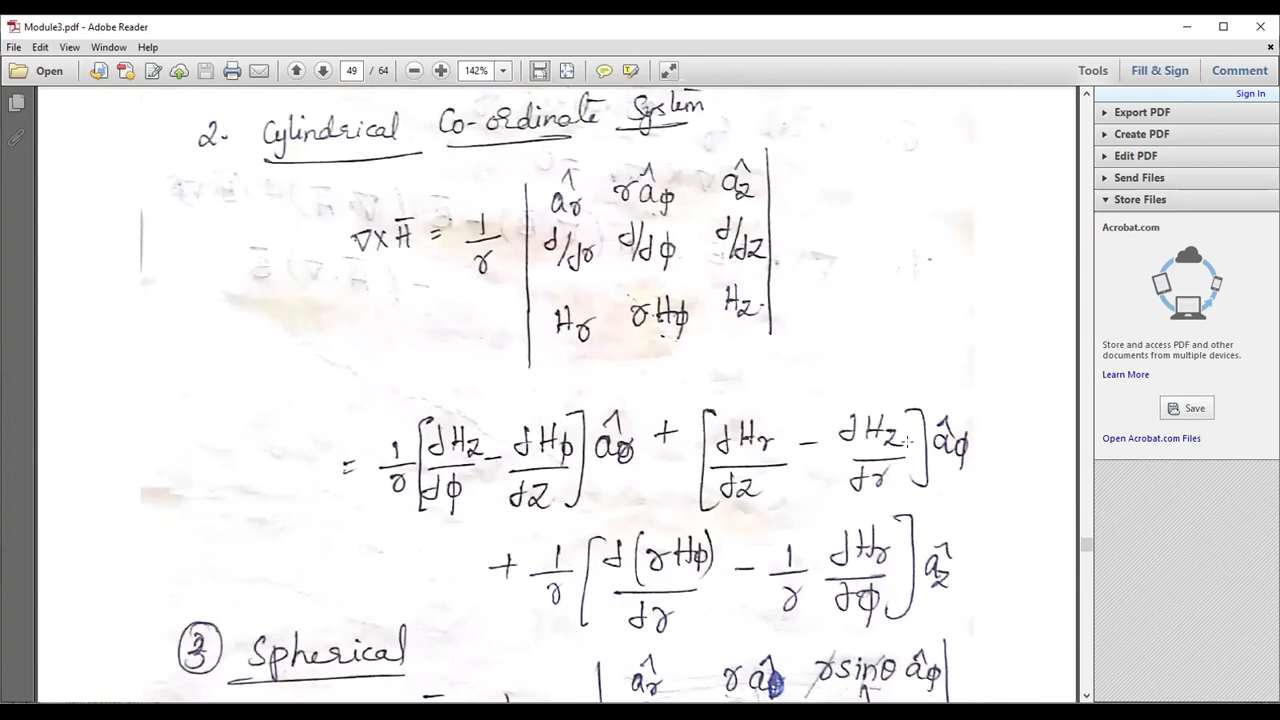 Module3.pdf - Adobe Reader
File Edit View Window Help
Open 49 / 64 142% Tools Fill & Sign Comment
Sign In
Export PDF
Create PDF
Edit PDF
Send Files
Store Files
Acrobat.com
Store and access PDF and other
documents from multiple devices.
Learn More
Save
Open Acrobat.com Files
2. Cylindrical Co-ordinate System
âr râϕ âz
∇×H̄ = 1/r d/dr d/dϕ d/dz
Hr rHϕ Hz
= 1/r [dHz/dϕ - dHϕ/dz] âr + [dHr/dz - dHz/dr] âϕ
+ 1/r [d(rHϕ)/dr - 1/r dHr/dϕ] âz
3 Spherical
âr râθ rsinθ âϕ